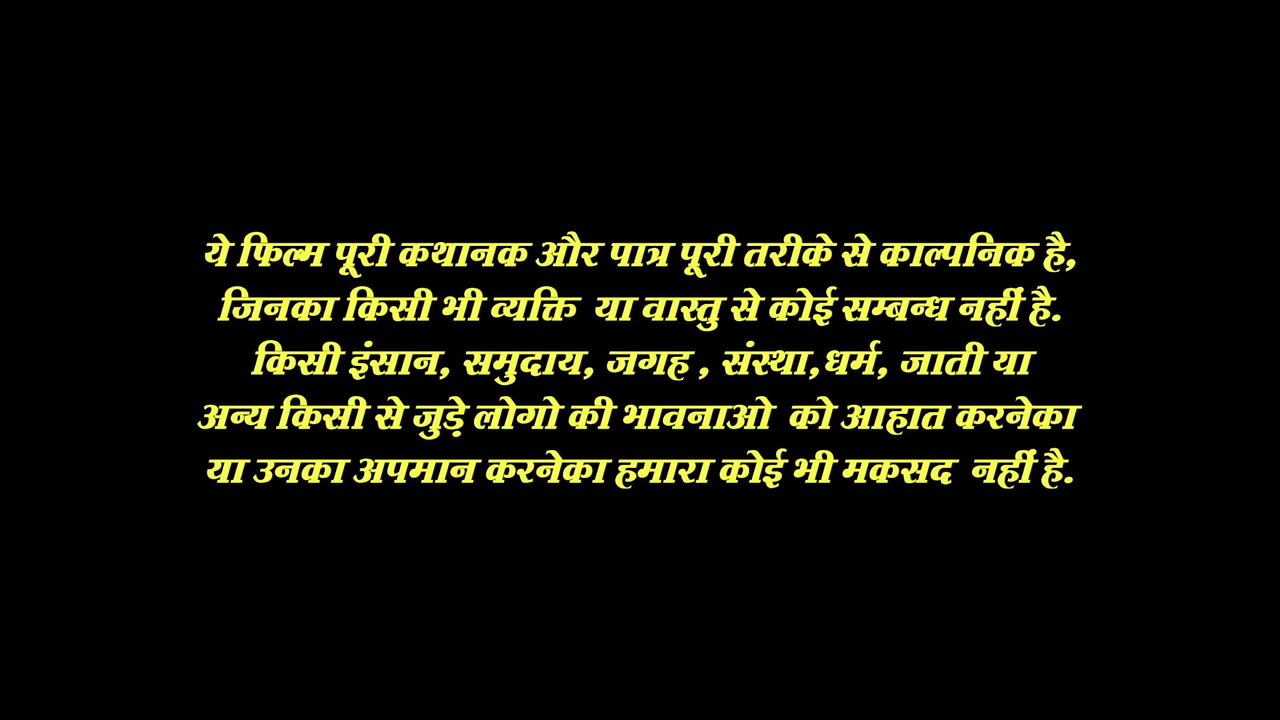 ये फिल्म पूरी कथानक और पात्र पूरी तरीके से काल्पनिक है,
जिनका किसी भी व्यक्ति या वास्तु से कोई सम्बन्ध नहीं है.
किसी इंसान, समुदाय, जगह , संस्था,धर्म, जाती या
अन्य किसी से जुड़े लोगो की भावनाओ को आहात करनेका
या उनका अपमान करनेका हमारा कोई भी मकसद नहीं है.